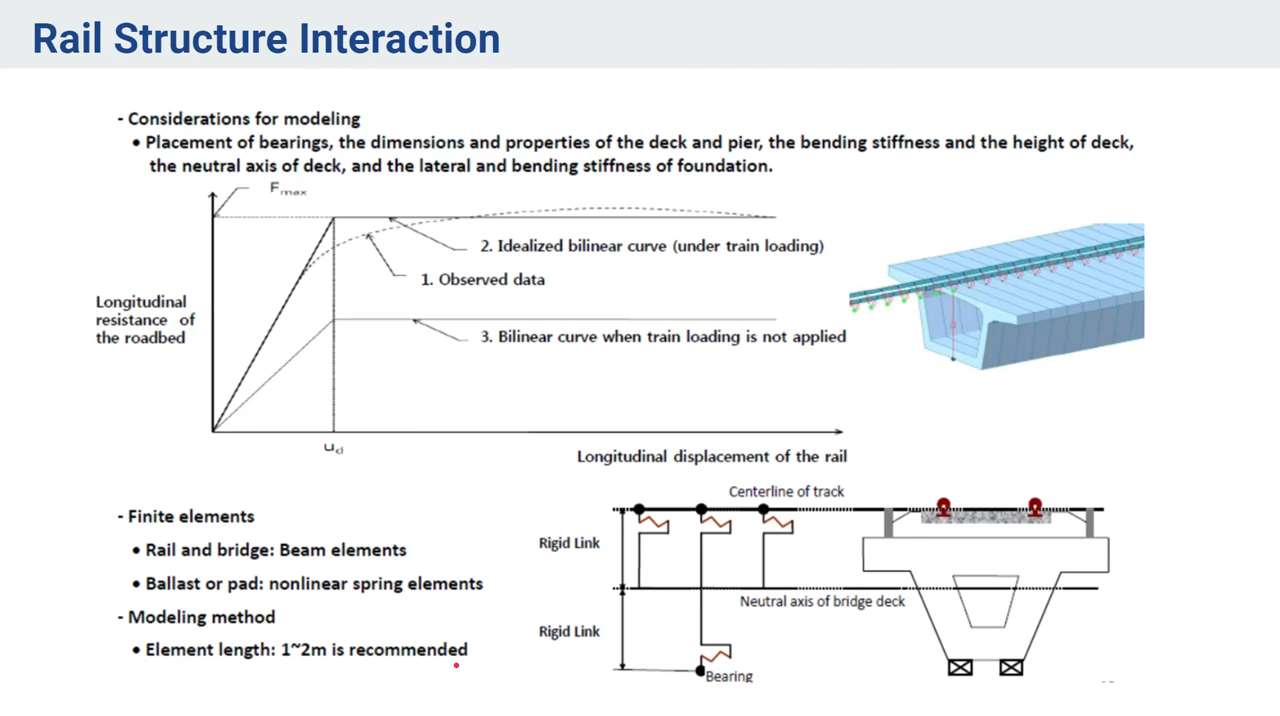 Rail Structure Interaction
- Considerations for modeling
• Placement of bearings, the dimensions and properties of the deck and pier, the bending stiffness and the height of deck,
the neutral axis of deck, and the lateral and bending stiffness of foundation.
Fmax
2. Idealized bilinear curve (under train loading)
1. Observed data
Longitudinal
resistance of
the roadbed
3. Bilinear curve when train loading is not applied
ud
Longitudinal displacement of the rail
- Finite elements
• Rail and bridge: Beam elements
• Ballast or pad: nonlinear spring elements
- Modeling method
• Element length: 1~2m is recommended
Centerline of track
Rigid Link
Neutral axis of bridge deck
Rigid Link
Bearing